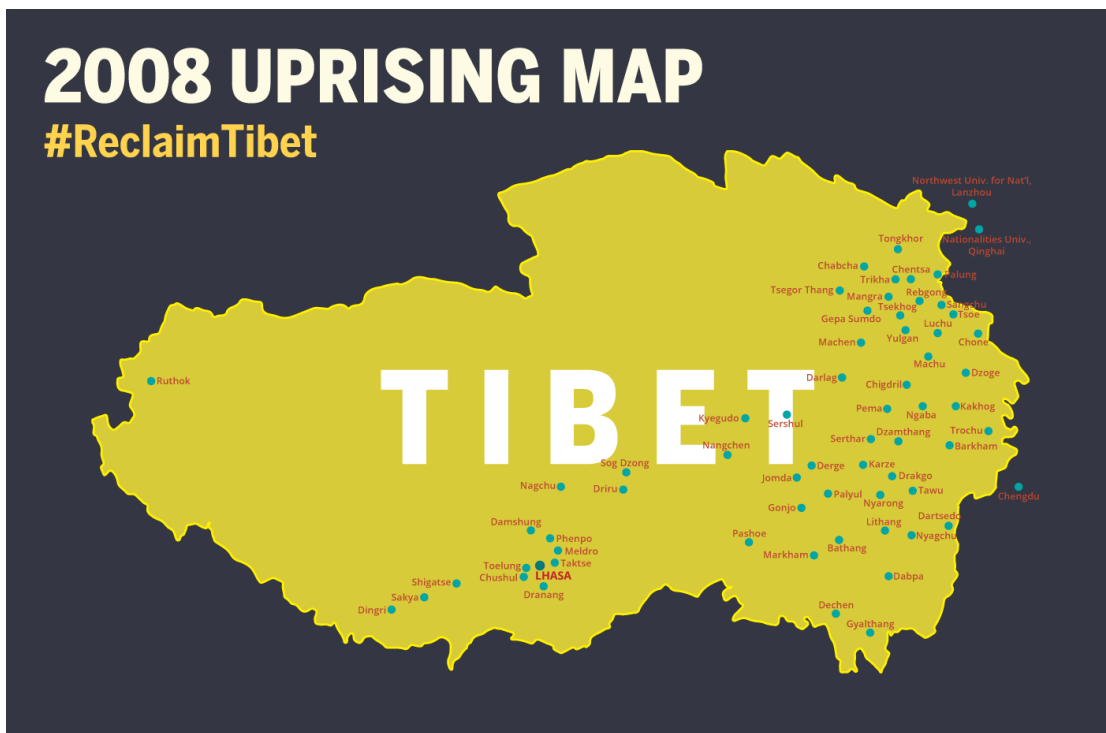 2008 UPRISING MAP
#ReclaimTibet
Northwest Univ. for Nat'l,
Lanzhou
Nationalities Univ.,
Qinghai
Tongkhor
Chabcha
Chentsa
Trikha
Palung
Tsegor Thang
Mangra
Rebgong
Sangchu
Tsekhog
Tsoe
Gepa Sumdo
Luchu
Yulgan
Chone
Machen
Machu
Dzoge
Darlag
Chigdril
Ruthok
TIBET
Pema
Ngaba
Kakhog
Kyegudo
Sershul
Serthar
Dzamthang
Trochu
Barkham
Nangchen
Sog Dzong
Derge
Karze
Jomda
Drakgo
Nagchu
Driru
Palyul
Nyarong
Tawu
Chengdu
Gonjo
Damshung
Lithang
Dartsedo
Phenpo
Pashoe
Nyagchu
Meldro
Markham
Bathang
Toelung
Taktse
Chushul
LHASA
Dabpa
Shigatse
Dranang
Sakya
Dingri
Dechen
Gyalthang